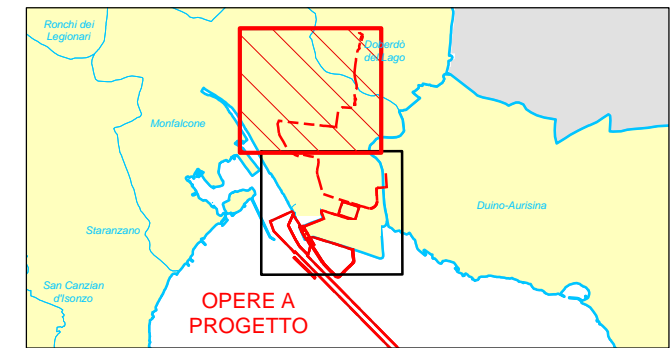 Ronchi dei
Legionari
Doberdò
del Lago
Monfalcone
Duino-Aurisina
Staranzano
San Canzian
d'Isonzo
OPERE A
PROGETTO